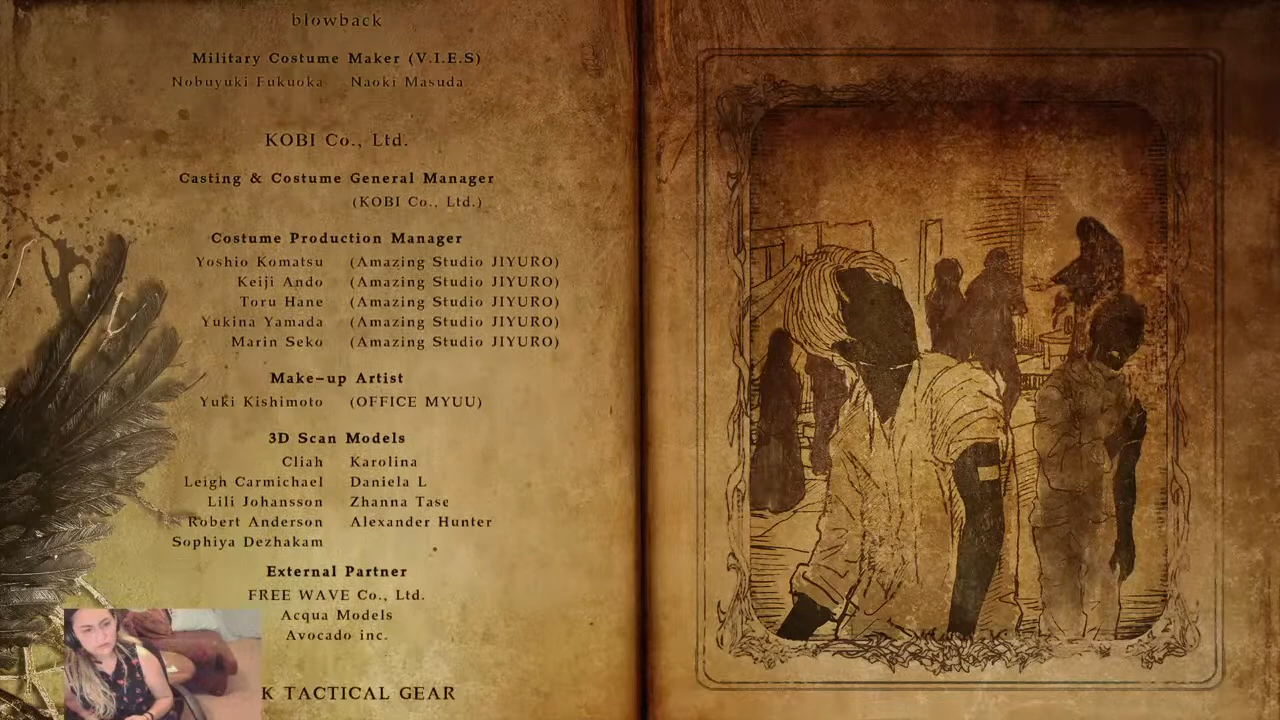 blowback
Military Costume Maker (V.I.E.S)
Nobuyuki Fukuoka Naoki Masuda
KOBI Co., Ltd.
Casting & Costume General Manager
(KOBI Co., Ltd.)
Costume Production Manager
Yoshio Komatsu (Amazing Studio JIYURO)
Keiji Ando (Amazing Studio JIYURO)
Toru Hane (Amazing Studio JIYURO)
Yukina Yamada (Amazing Studio JIYURO)
Marin Seko (Amazing Studio JIYURO)
Make-up Artist
Yuki Kishimoto (OFFICE MYUU)
3D Scan Models
Cliah Karolina
Leigh Carmichael Daniela L
Lili Johansson Zhanna Tase
Robert Anderson Alexander Hunter
Sophiya Dezhakam
External Partner
FREE WAVE Co., Ltd.
Acqua Models
Avocado inc.
K TACTICAL GEAR